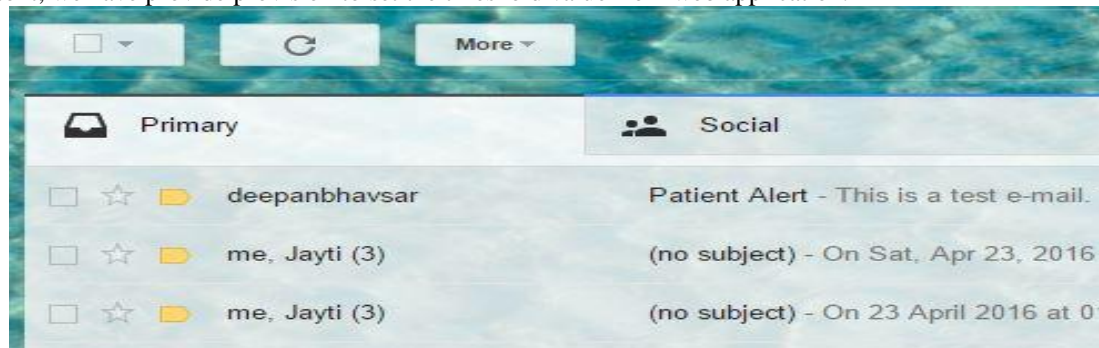 More
Primary Social
deepanbhavsar Patient Alert - This is a test e-mail.
me, Jayti (3) (no subject) - On Sat, Apr 23, 2016
me, Jayti (3) (no subject) - On 23 April 2016 at